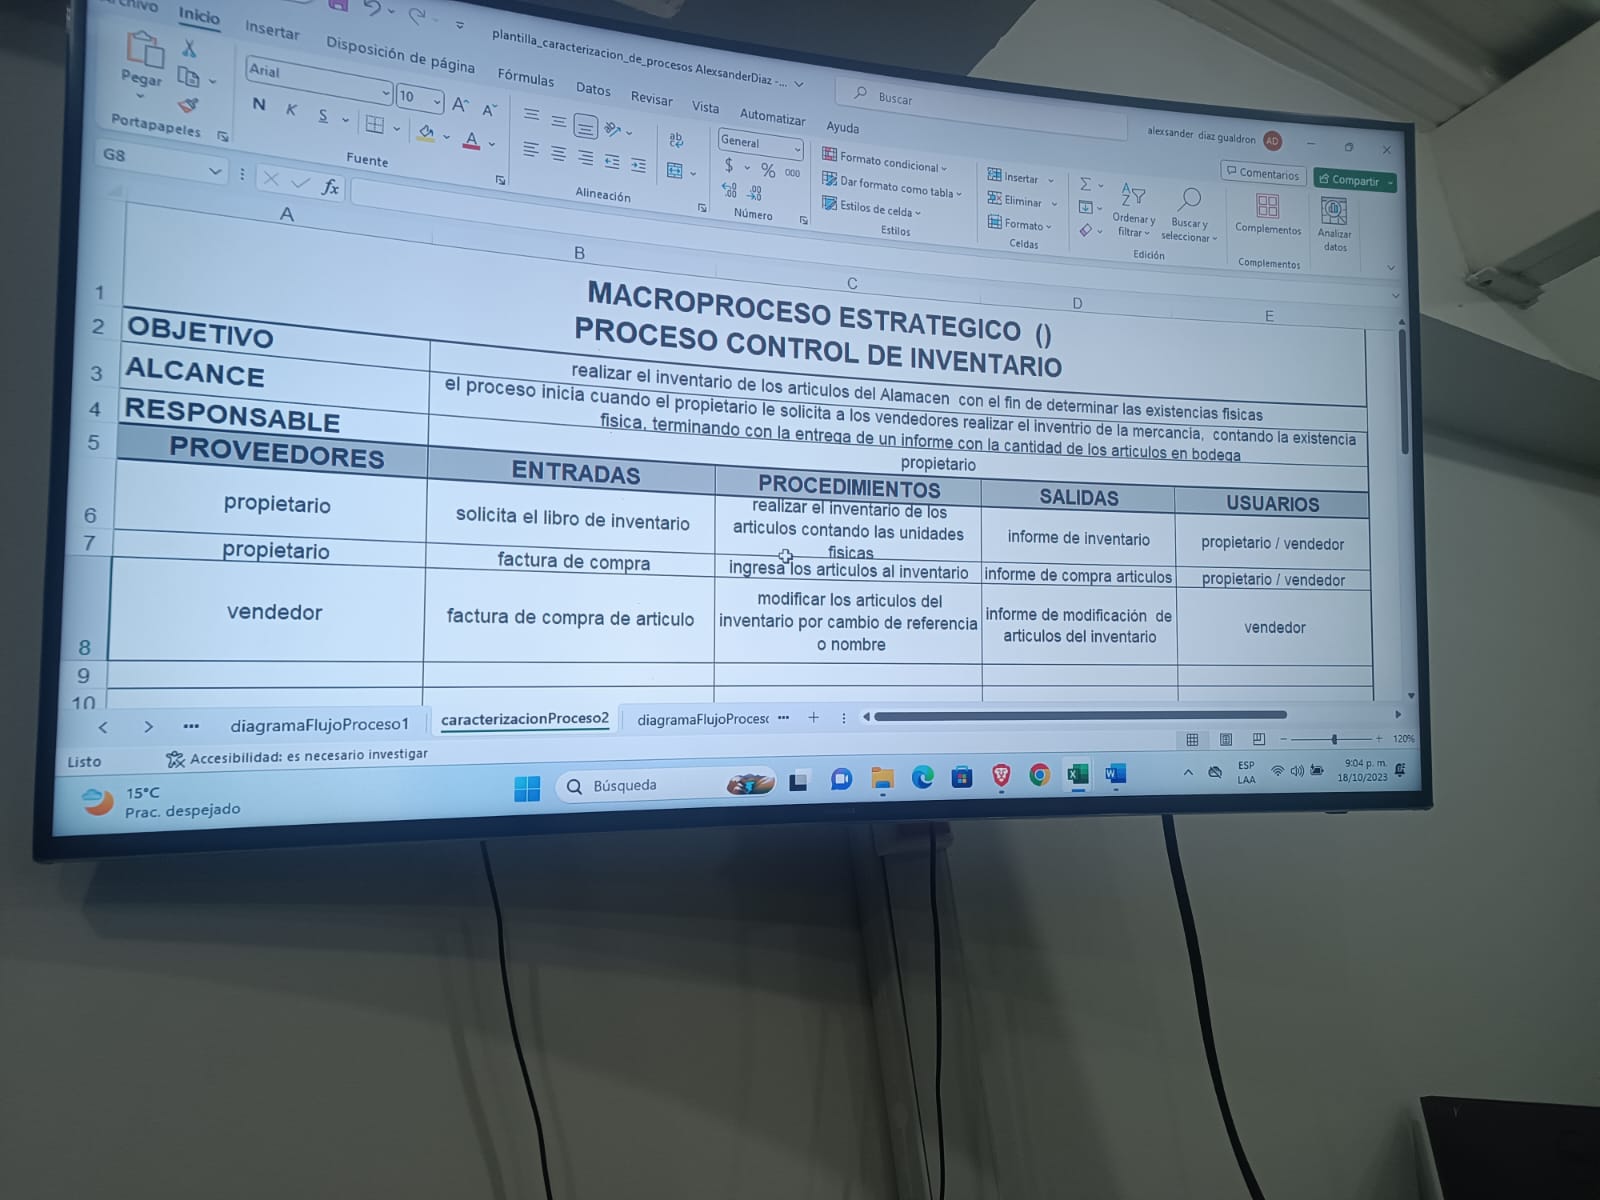 Archivo Inicio Insertar Disposición de página Fórmulas Datos Revisar Vista Automatizar Ayuda
plantilla_caracterizacion_de_procesos AlexsanderDiaz -...
Buscar
alexsander diaz gualdron AD
Comentarios
Compartir
Pegar
Portapapeles
Arial
10
N K S
Fuente
Alineación
General
$ % 000
Número
Formato condicional
Dar formato como tabla
Estilos de celda
Estilos
Insertar
Eliminar
Formato
Celdas
Ordenar y
filtrar
Buscar y
seleccionar
Edición
Complementos
Complementos
Analizar
datos
G8
fx
A B C D E
1
MACROPROCESO ESTRATEGICO ()
PROCESO CONTROL DE INVENTARIO
2 OBJETIVO
realizar el inventario de los articulos del Alamacen con el fin de determinar las existencias fisicas
3 ALCANCE
el proceso inicia cuando el propietario le solicita a los vendedores realizar el inventrio de la mercancia, contando la existencia
fisica, terminando con la entrega de un informe con la cantidad de los articulos en bodega
4 RESPONSABLE
propietario
5 PROVEEDORES ENTRADAS PROCEDIMIENTOS SALIDAS USUARIOS
6
propietario
solicita el libro de inventario
realizar el inventario de los
articulos contando las unidades
fisicas
informe de inventario
propietario / vendedor
7
propietario
factura de compra
ingresa los articulos al inventario
informe de compra articulos
propietario / vendedor
8
vendedor
factura de compra de articulo
modificar los articulos del
inventario por cambio de referencia
o nombre
informe de modificación de
articulos del inventario
vendedor
9
10
diagramaFlujoProceso1 caracterizacionProceso2 diagramaFlujoProceso
Listo
Accesibilidad: es necesario investigar
120%
15°C
Prac. despejado
Búsqueda
ESP
LAA
9:04 p. m.
18/10/2023